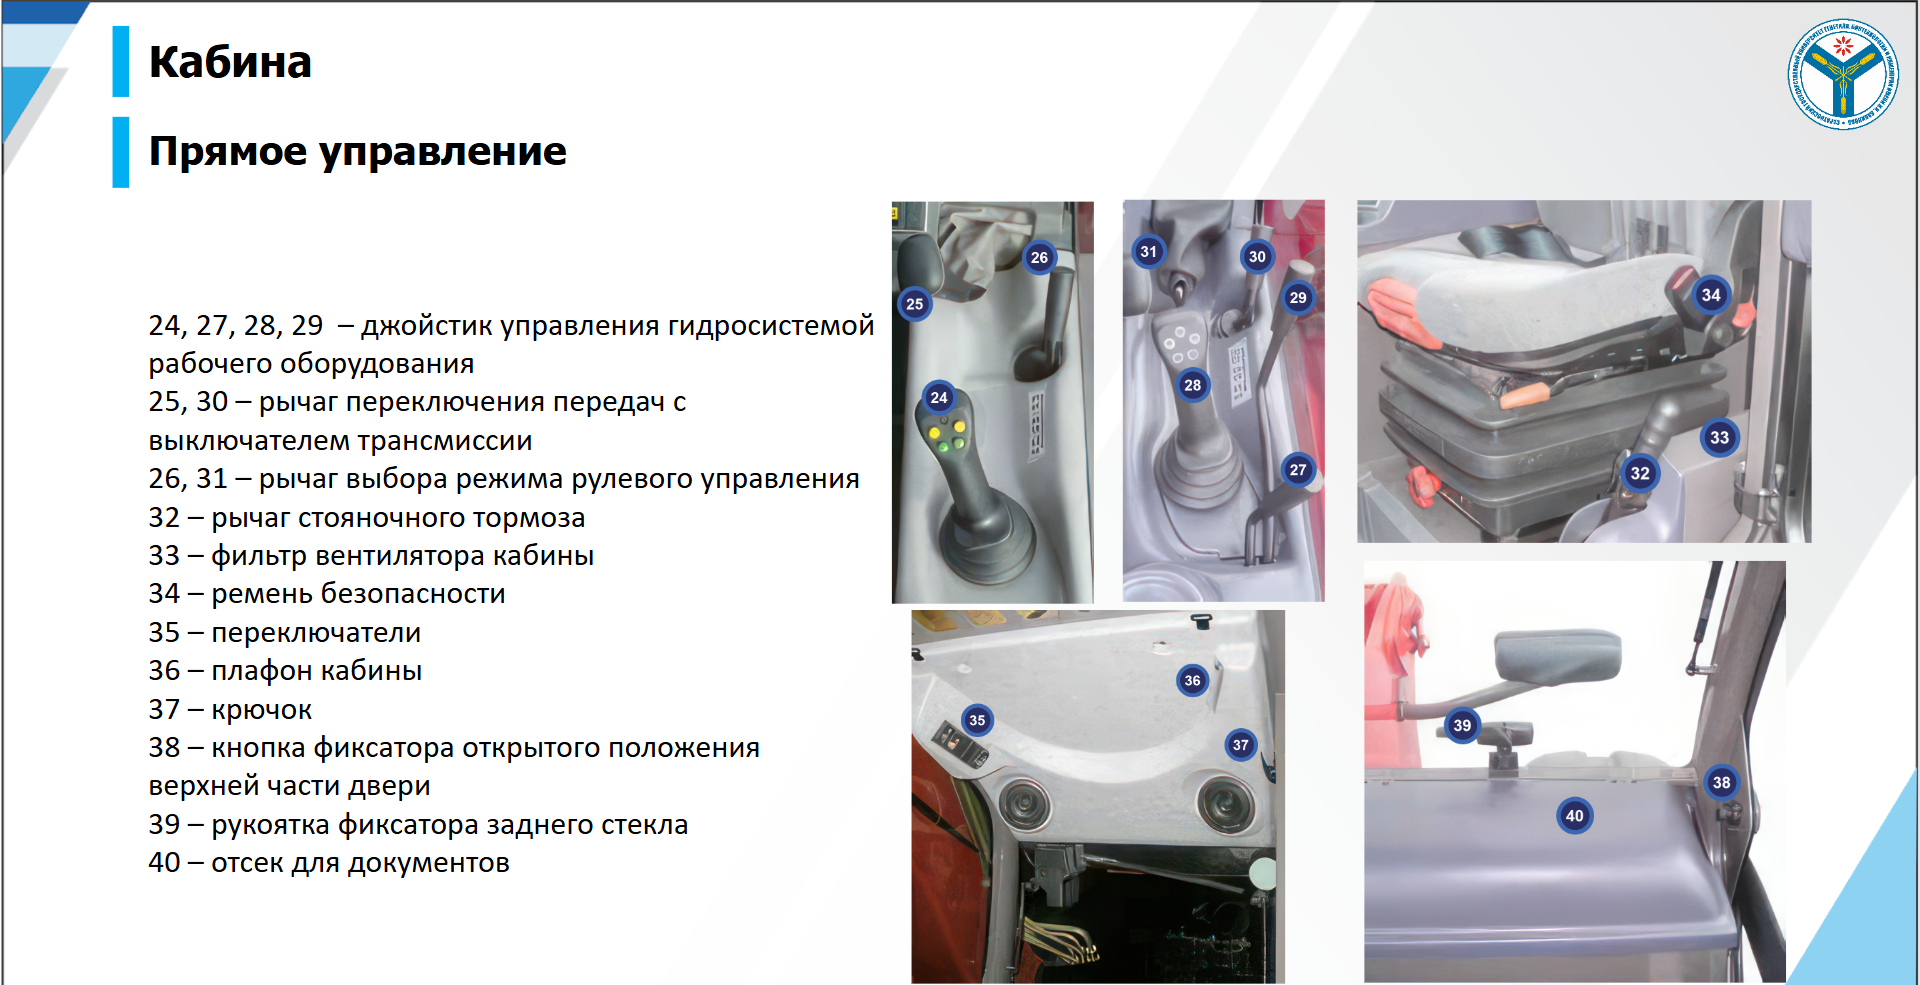 Кабина
Прямое управление
24, 27, 28, 29 – джойстик управления гидросистемой
рабочего оборудования
25, 30 – рычаг переключения передач с
выключателем трансмиссии
26, 31 – рычаг выбора режима рулевого управления
32 – рычаг стояночного тормоза
33 – фильтр вентилятора кабины
34 – ремень безопасности
35 – переключатели
36 – плафон кабины
37 – крючок
38 – кнопка фиксатора открытого положения
верхней части двери
39 – рукоятка фиксатора заднего стекла
40 – отсек для документов
26
25
24
31
30
29
28
27
34
33
32
36
35
37
39
38
40